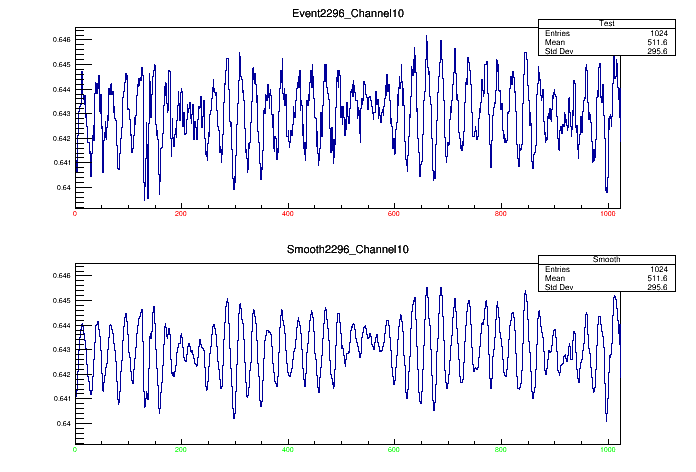 Event2296_Channel10
Test
Entries 1024
Mean 511.6
Std Dev 295.6
0.646
0.645
0.644
0.643
0.642
0.641
0.64
0 200 400 600 800 1000
Smooth2296_Channel10
Smooth
Entries 1024
Mean 511.6
Std Dev 295.6
0.646
0.645
0.644
0.643
0.642
0.641
0.64
0 200 400 600 800 1000